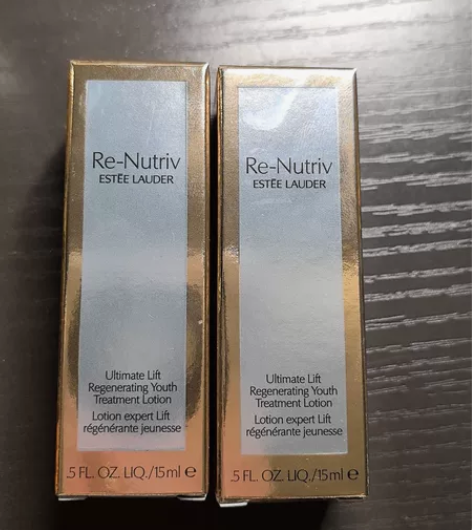 Re-Nutriv
ESTĒE LAUDER
Ultimate Lift
Regenerating Youth
Treatment Lotion
Lotion expert Lift
régénérante jeunesse
.5 FL. OZ. LIQ./15ml e
Re-Nutriv
ESTĒE LAUDER
Ultimate Lift
Regenerating Youth
Treatment Lotion
Lotion expert Lift
régénérante jeunesse
.5 FL. OZ. LIQ./15ml e